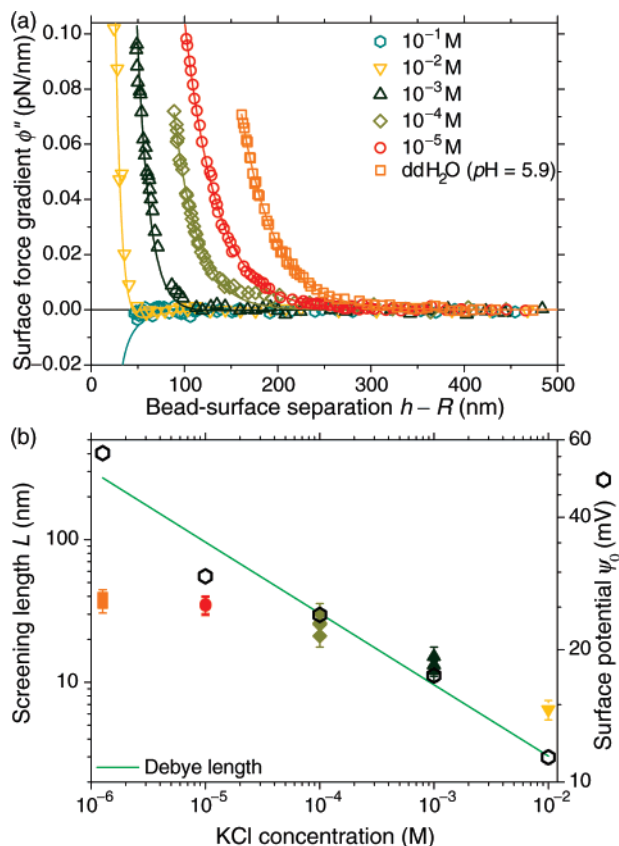 (a)
0.10
0.08
0.06
0.04
0.02
0.00
−0.02
Surface force gradient ϕ" (pN/nm)
10⁻¹ M
10⁻² M
10⁻³ M
10⁻⁴ M
10⁻⁵ M
ddH₂O (pH = 5.9)
0 100 200 300 400 500
Bead-surface separation h – R (nm)
(b)
Screening length L (nm)
100
10
60
50
40
30
20
10
Surface potential ψ₀ (mV)
Debye length
10⁻⁶ 10⁻⁵ 10⁻⁴ 10⁻³ 10⁻²
KCl concentration (M)